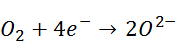 O₂ + 4e⁻ → 2O²⁻